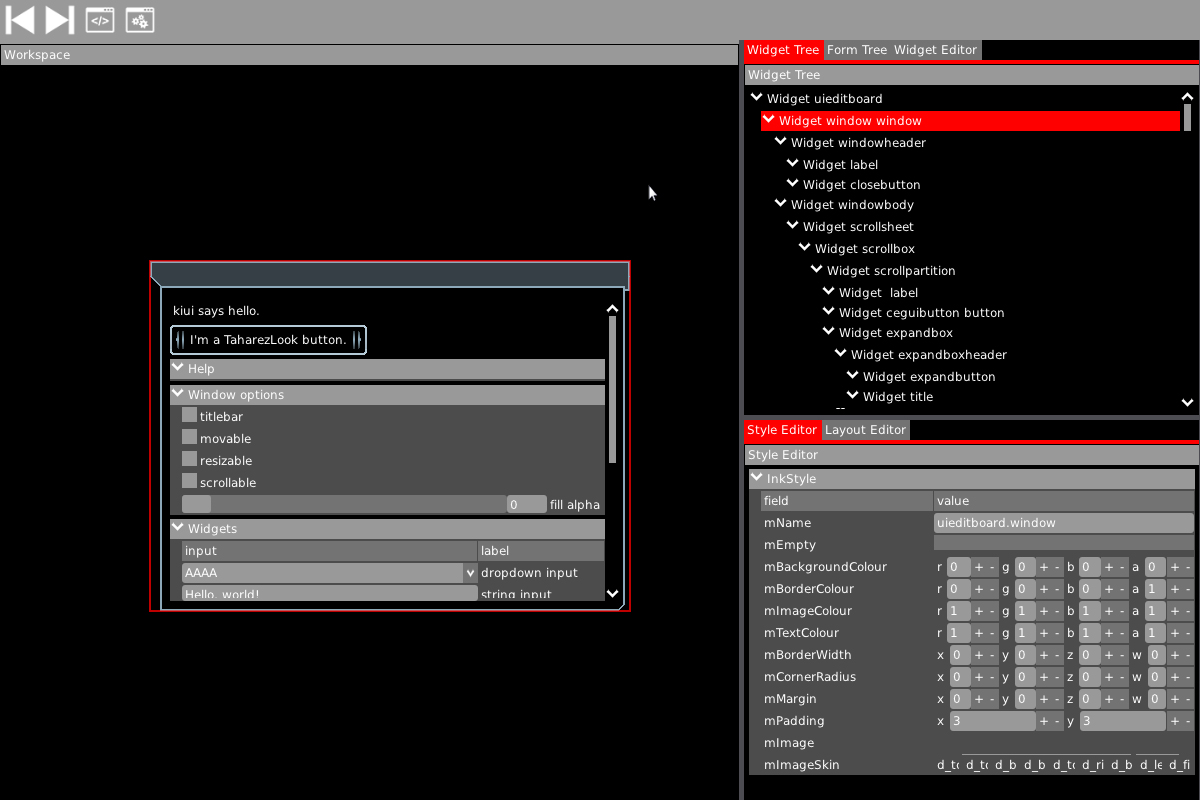 </>
Workspace
Widget Tree Form Tree Widget Editor
Widget Tree
Widget uieditboard
Widget window window
Widget windowheader
Widget label
Widget closebutton
Widget windowbody
Widget scrollsheet
Widget scrollbox
Widget scrollpartition
Widget  label
Widget ceguibutton button
Widget expandbox
Widget expandboxheader
Widget expandbutton
Widget title
kiui says hello.
I'm a TaharezLook button.
Help
Window options
titlebar
movable
resizable
scrollable
0 fill alpha
Widgets
input label
AAAA dropdown input
Hello, world! string input
Style Editor Layout Editor
Style Editor
InkStyle
field value
mName uieditboard.window
mEmpty
mBackgroundColour r 0 + - g 0 + - b 0 + - a 0 + -
mBorderColour r 0 + - g 0 + - b 0 + - a 1 + -
mImageColour r 1 + - g 1 + - b 1 + - a 1 + -
mTextColour r 1 + - g 1 + - b 1 + - a 1 + -
mBorderWidth x 0 + - y 0 + - z 0 + - w 0 + -
mCornerRadius x 0 + - y 0 + - z 0 + - w 0 + -
mMargin x 0 + - y 0 + - z 0 + - w 0 + -
mPadding x 3 + - y 3 + -
mImage
mImageSkin d_tc d_tc d_b d_b d_tc d_ri d_b d_le d_fi